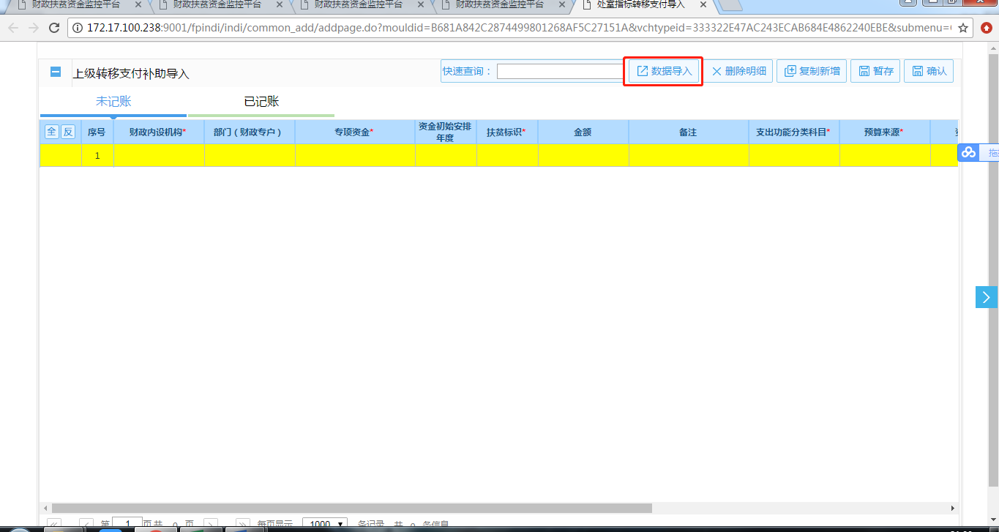 财政扶贫资金监控平台 财政扶贫资金监控平台 财政扶贫资金监控平台 财政扶贫资金监控平台 处室指标转移支付导入
172.17.100.238:9001/fpindi/indi/common_add/addpage.do?mouldid=B681A842C2874499801268AF5C27151A&vchtypeid=333322E47AC243ECAB684E4862240EBE&submenu=
上级转移支付补助导入 快速查询： 数据导入 删除明细 复制新增 暂存 确认
未记账 已记账
全 反 序号 财政内设机构* 部门（财政专户） 专项资金* 资金初始安排年度 扶贫标识* 金额 备注 支出功能分类科目* 预算来源*
1
第 1 页 共 0 页 每页显示 1000 条记录 共 0 条信息